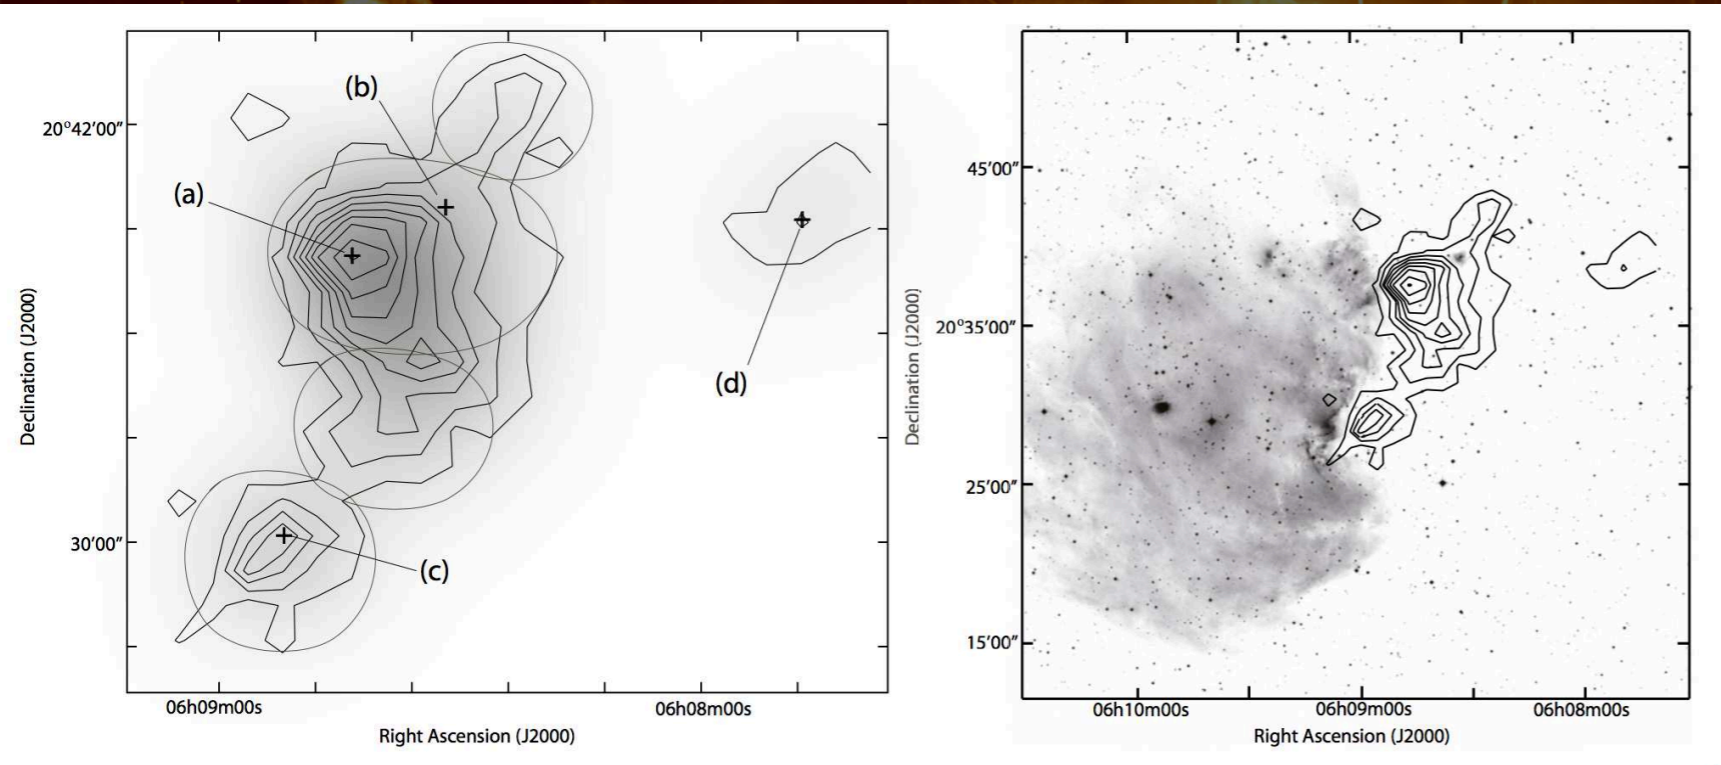 (b)
20°42'00"
(a)
(d)
30'00"
(c)
Declination (J2000)
06h09m00s
06h08m00s
Right Ascension (J2000)
45'00"
20°35'00"
25'00"
15'00"
Declination (J2000)
06h10m00s
06h09m00s
06h08m00s
Right Ascension (J2000)